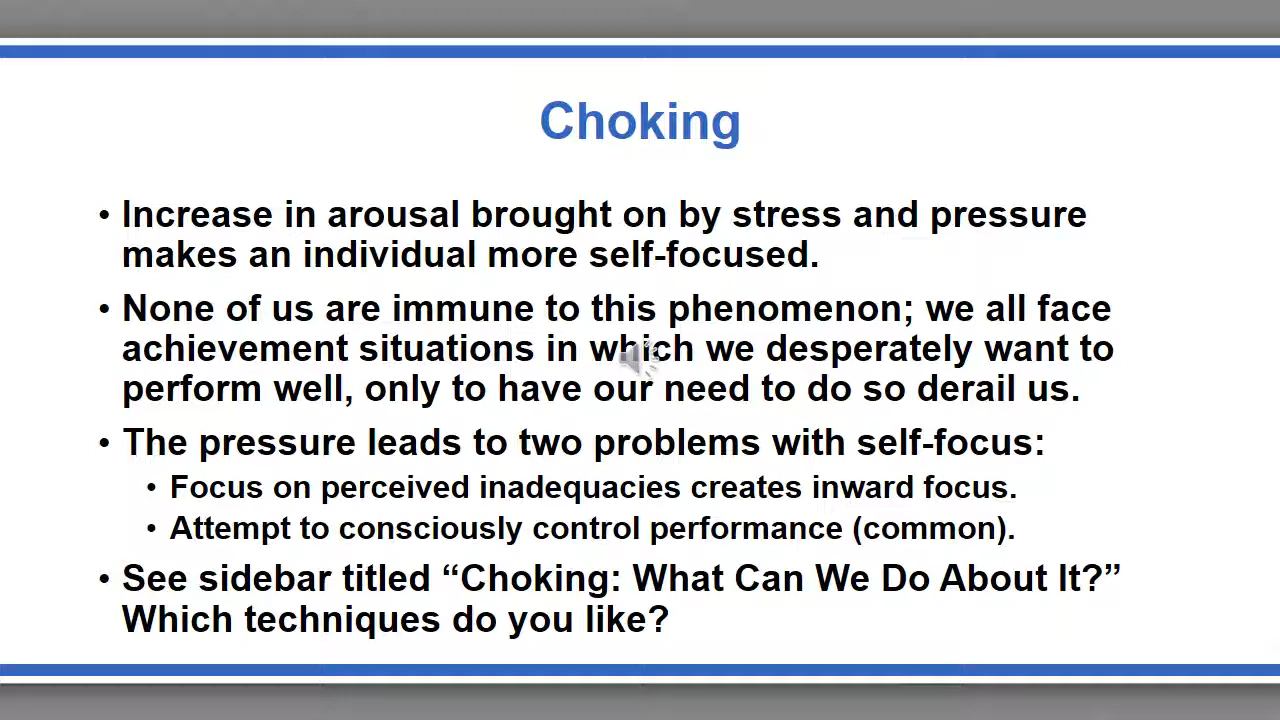 Choking
• Increase in arousal brought on by stress and pressure
makes an individual more self-focused.
• None of us are immune to this phenomenon; we all face
achievement situations in which we desperately want to
perform well, only to have our need to do so derail us.
• The pressure leads to two problems with self-focus:
• Focus on perceived inadequacies creates inward focus.
• Attempt to consciously control performance (common).
• See sidebar titled “Choking: What Can We Do About It?”
Which techniques do you like?